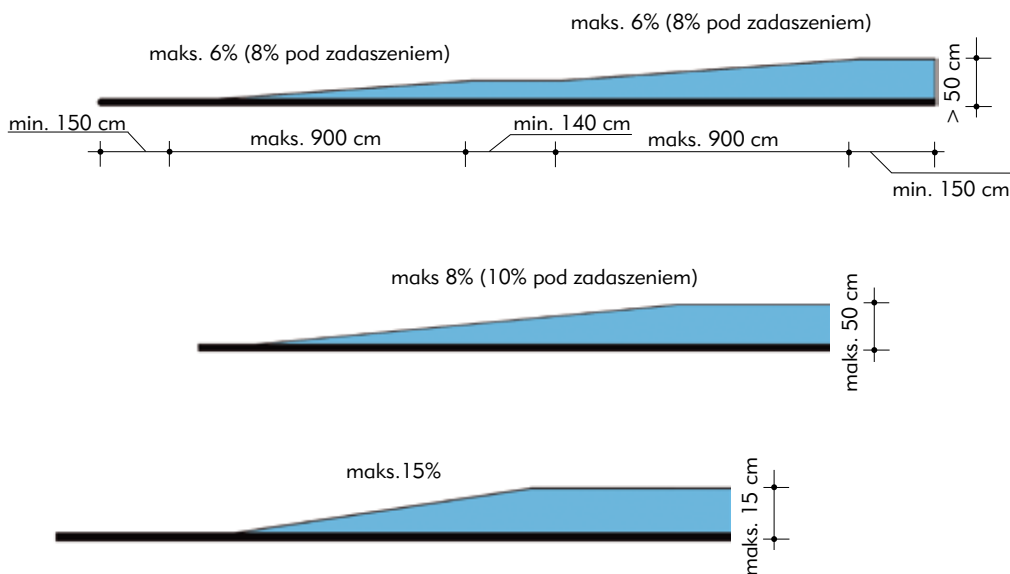 maks. 6% (8% pod zadaszeniem)
maks. 6% (8% pod zadaszeniem)
> 50 cm
min. 150 cm
maks. 900 cm
min. 140 cm
maks. 900 cm
min. 150 cm
maks 8% (10% pod zadaszeniem)
maks. 50 cm
maks.15%
maks. 15 cm